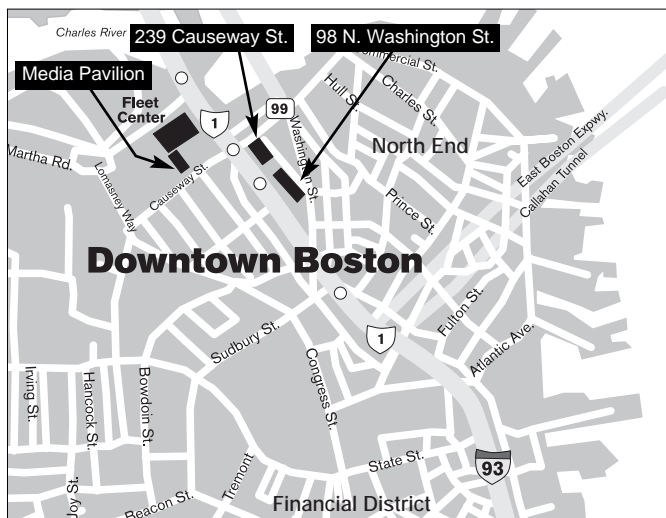 Charles River
239 Causeway St.
98 N. Washington St.
Media Pavilion
Commercial St.
Fleet
Center
1
99
Hull St.
Charles St.
Washington St.
North End
Martha Rd.
Lomasney Way
Causeway St.
Prince St.
East Boston Expwy.
Callahan Tunnel
Downtown Boston
Sudbury St.
1
Fulton St.
Atlantic Ave.
Congress St.
Irving St.
Hancock St.
Bowdoin St.
Joy St.
Beacon St.
Tremont
State St.
93
Financial District